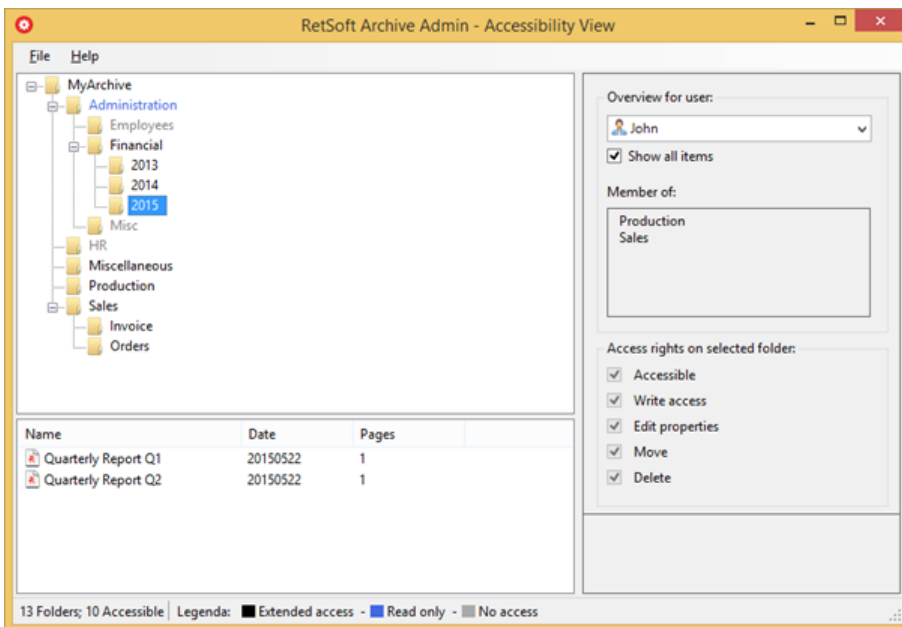 RetSoft Archive Admin - Accessibility View
File Help
MyArchive
Administration
Employees
Financial
2013
2014
2015
Misc
HR
Miscellaneous
Production
Sales
Invoice
Orders
Overview for user:
John
Show all items
Member of:
Production
Sales
Access rights on selected folder:
Accessible
Write access
Edit properties
Move
Delete
Name Date Pages
Quarterly Report Q1 20150522 1
Quarterly Report Q2 20150522 1
13 Folders; 10 Accessible Legenda: Extended access - Read only - No access